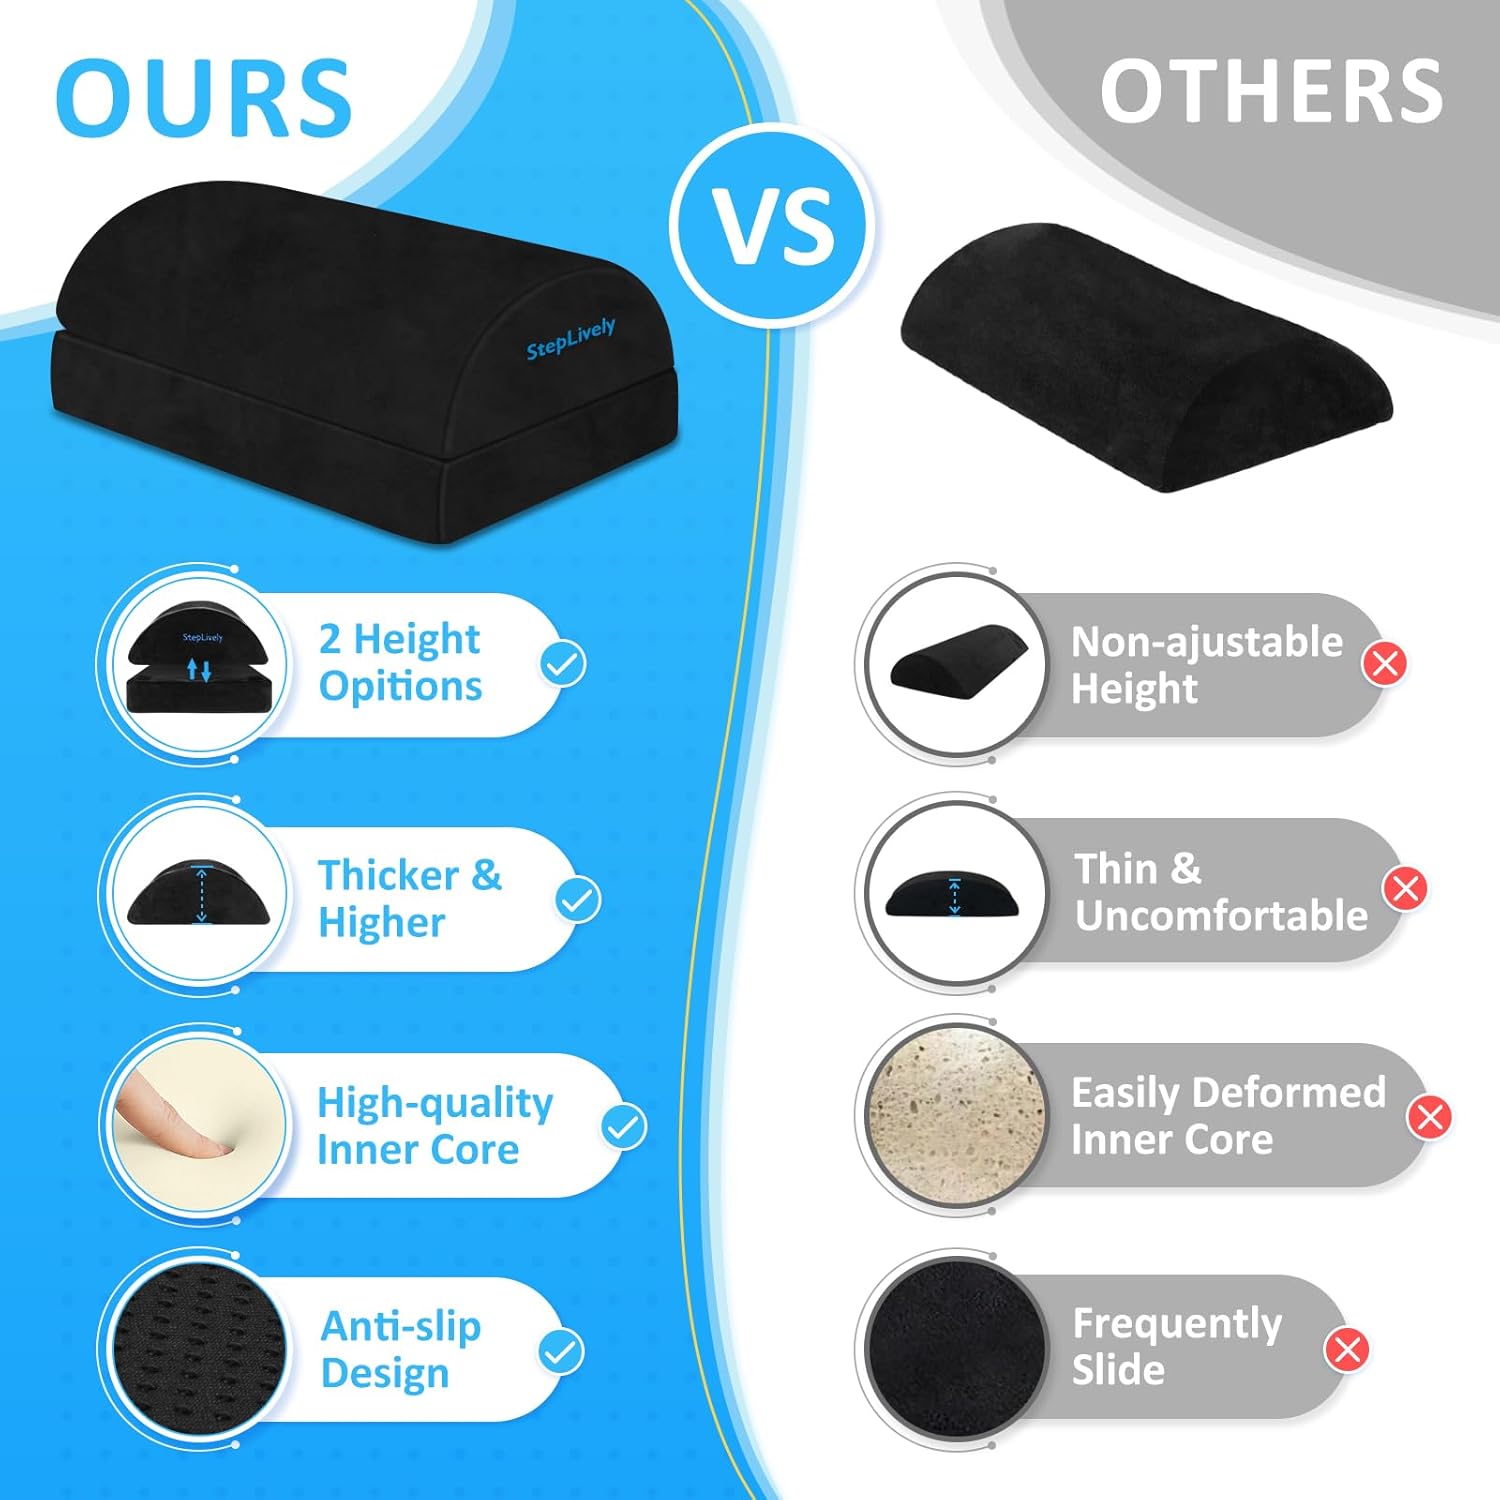 OURS
VS
OTHERS
StepLively
StepLively
2 Height
Opitions
Thicker &
Higher
High-quality
Inner Core
Anti-slip
Design
Non-ajustable
Height
Thin &
Uncomfortable
Easily Deformed
Inner Core
Frequently
Slide